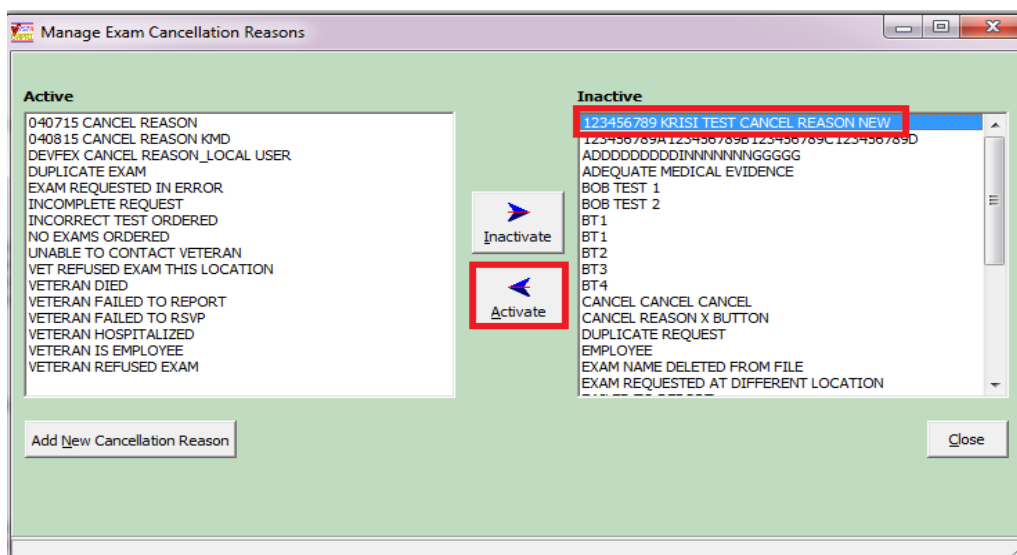 Manage Exam Cancellation Reasons
Active
040715 CANCEL REASON
040815 CANCEL REASON KMD
DEVFEX CANCEL REASON_LOCAL USER
DUPLICATE EXAM
EXAM REQUESTED IN ERROR
INCOMPLETE REQUEST
INCORRECT TEST ORDERED
NO EXAMS ORDERED
UNABLE TO CONTACT VETERAN
VET REFUSED EXAM THIS LOCATION
VETERAN DIED
VETERAN FAILED TO REPORT
VETERAN FAILED TO RSVP
VETERAN HOSPITALIZED
VETERAN IS EMPLOYEE
VETERAN REFUSED EXAM
Inactivate
Activate
Inactive
123456789 KRISI TEST CANCEL REASON NEW
123456789A123456789B123456789C123456789D
ADDDDDDDDDINNNNNNNGGGGG
ADEQUATE MEDICAL EVIDENCE
BOB TEST 1
BOB TEST 2
BT1
BT1
BT2
BT3
BT4
CANCEL CANCEL CANCEL
CANCEL REASON X BUTTON
DUPLICATE REQUEST
EMPLOYEE
EXAM NAME DELETED FROM FILE
EXAM REQUESTED AT DIFFERENT LOCATION
Add New Cancellation Reason
Close